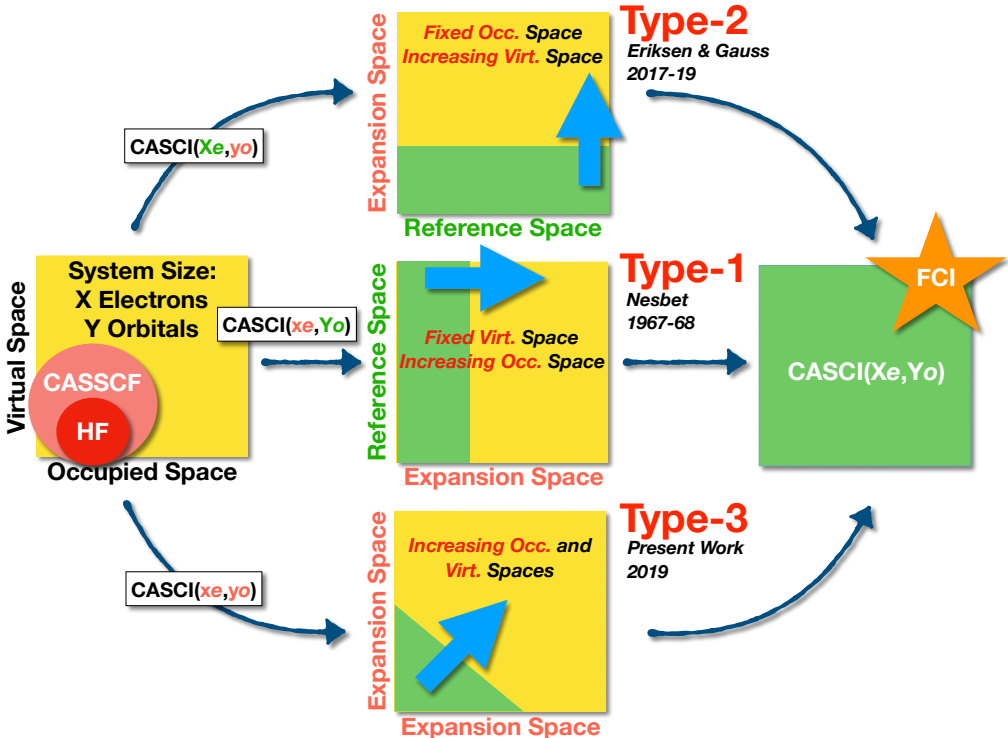 Type-2
Eriksen & Gauss
2017-19
Expansion Space
Fixed Occ. Space
Increasing Virt. Space
Reference Space
CASCI(Xe,yo)
Virtual Space
System Size:
X Electrons
Y Orbitals
CASSCF
HF
Occupied Space
CASCI(xe,Yo)
Reference Space
Fixed Virt. Space
Increasing Occ. Space
Expansion Space
Type-1
Nesbet
1967-68
FCI
CASCI(Xe,Yo)
CASCI(xe,yo)
Expansion Space
Increasing Occ. and
Virt. Spaces
Expansion Space
Type-3
Present Work
2019